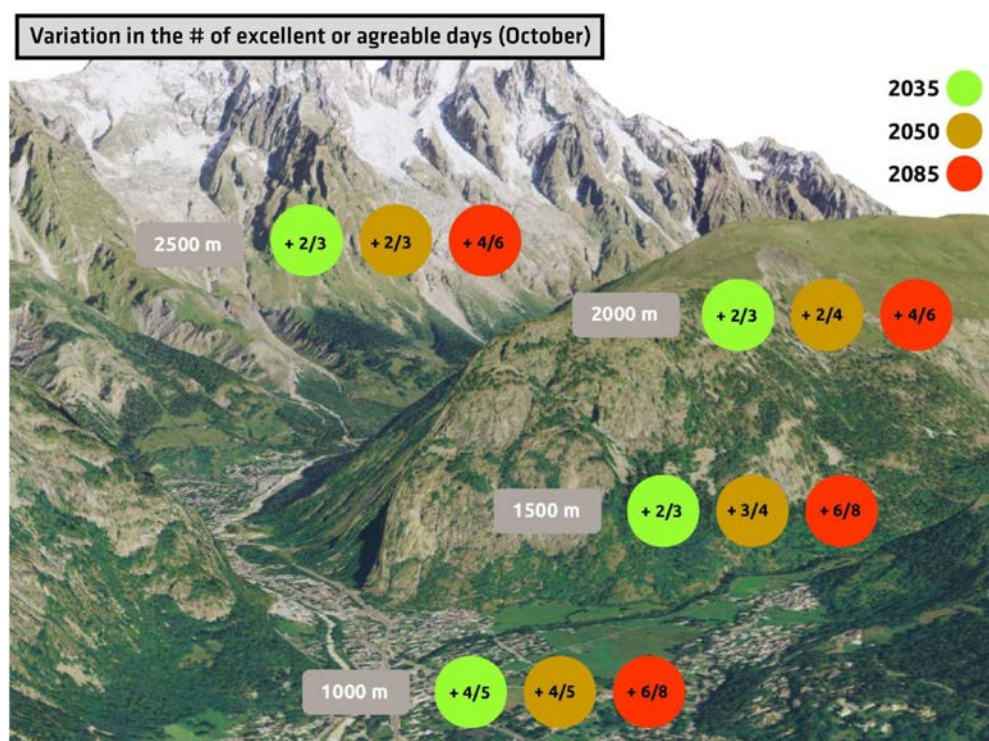 Variation in the # of excellent or agreable days (October)
2035
2050
2085
2500 m + 2/3 + 2/3 + 4/6
2000 m + 2/3 + 2/4 + 4/6
1500 m + 2/3 + 3/4 + 6/8
1000 m + 4/5 + 4/5 + 6/8